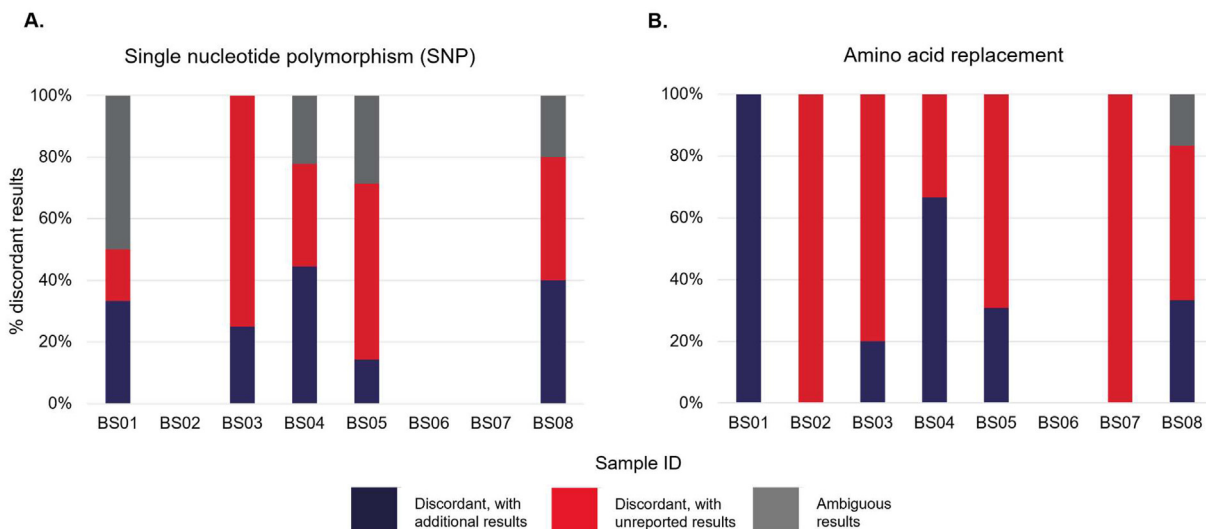 A.
Single nucleotide polymorphism (SNP)
% discordant results
100%
80%
60%
40%
20%
0%
BS01 BS02 BS03 BS04 BS05 BS06 BS07 BS08
B.
Amino acid replacement
100%
80%
60%
40%
20%
0%
BS01 BS02 BS03 BS04 BS05 BS06 BS07 BS08
Sample ID
Discordant, with
additional results
Discordant, with
unreported results
Ambiguous
results